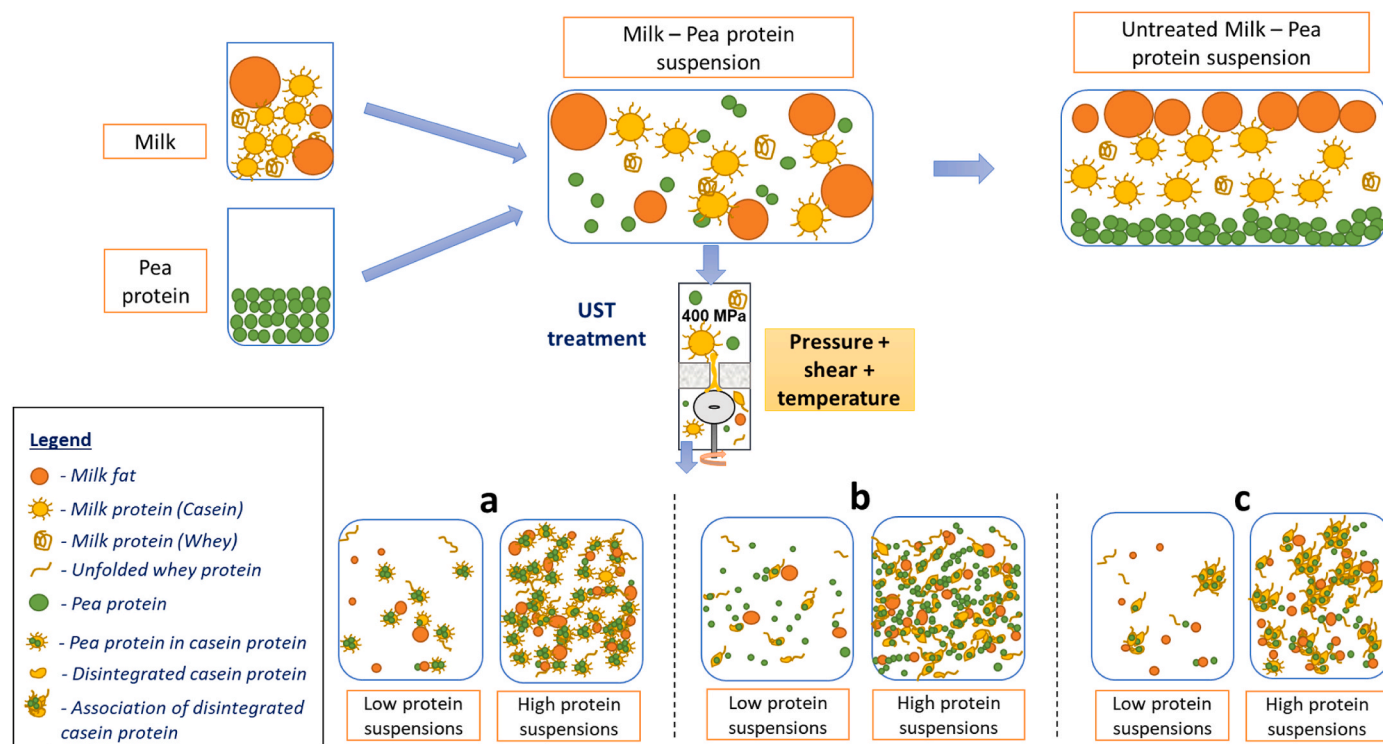 Milk – Pea protein
suspension
Untreated Milk – Pea
protein suspension
Milk
Pea
protein
UST
treatment
400 MPa
Pressure +
shear +
temperature
Legend
- Milk fat
- Milk protein (Casein)
- Milk protein (Whey)
- Unfolded whey protein
- Pea protein
- Pea protein in casein protein
- Disintegrated casein protein
- Association of disintegrated
casein protein
a
Low protein
suspensions
High protein
suspensions
b
Low protein
suspensions
High protein
suspensions
c
Low protein
suspensions
High protein
suspensions